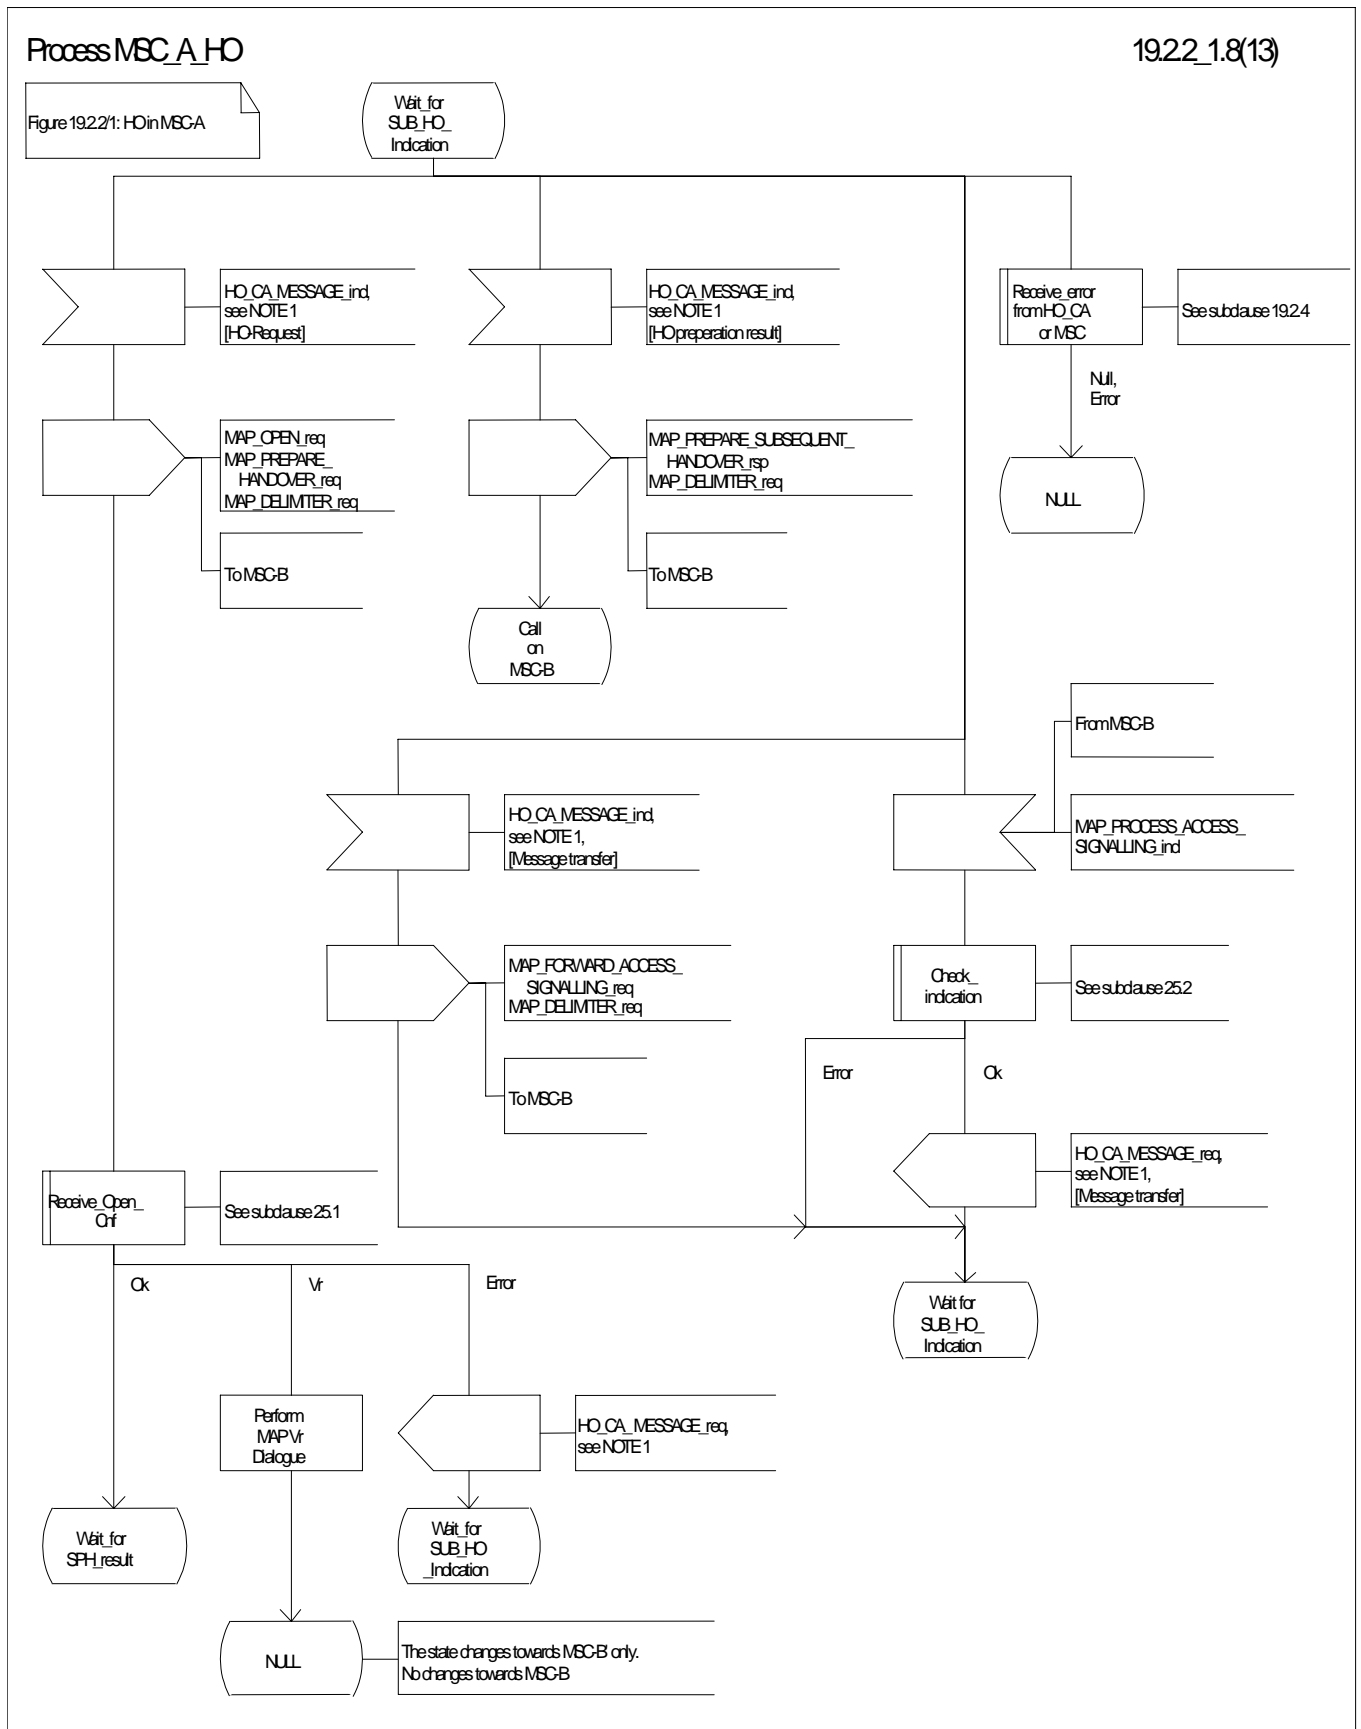 Process MSC_A_HO
19.2.2_1.8(13)
Figure 19.2.2/1: HO in MSC-A
Wait_for
SUB_HO_
Indication
HO_CA_MESSAGE_ind,
see NOTE 1
[HO-Request]
HO_CA_MESSAGE_ind,
see NOTE 1
[HO preperation result]
Receive_error
from HO_CA
or MSC
See subclause 19.2.4
Null,
Error
MAP_OPEN_req
MAP_PREPARE_
HANDOVER_req
MAP_DELIMITER_req
MAP_PREPARE_SUBSEQUENT_
HANDOVER_rsp
MAP_DELIMITER_req
NULL
To MSC-B'
To MSC-B
Call
on
MSC-B
From MSC-B
HO_CA_MESSAGE_ind,
see NOTE 1,
[Message transfer]
MAP_PROCESS_ACCESS_
SIGNALLING_ind
MAP_FORWARD_ACCESS_
SIGNALLING_req
MAP_DELIMITER_req
Check_
indication
See subclause 25.2
Error
Ok
To MSC-B
HO_CA_MESSAGE_req,
see NOTE 1,
[Message transfer]
Receive_Open_
Cnf
See subclause 25.1
Ok
Vr
Error
Wait for
SUB_HO_
Indication
Perform
MAP Vr
Dialogue
HO_CA_MESSAGE_req,
see NOTE 1
Wait_for
SPH_result
Wait_for
SUB_HO
_Indication
NULL
The state changes towards MSC-B' only.
No changes towards MSC-B